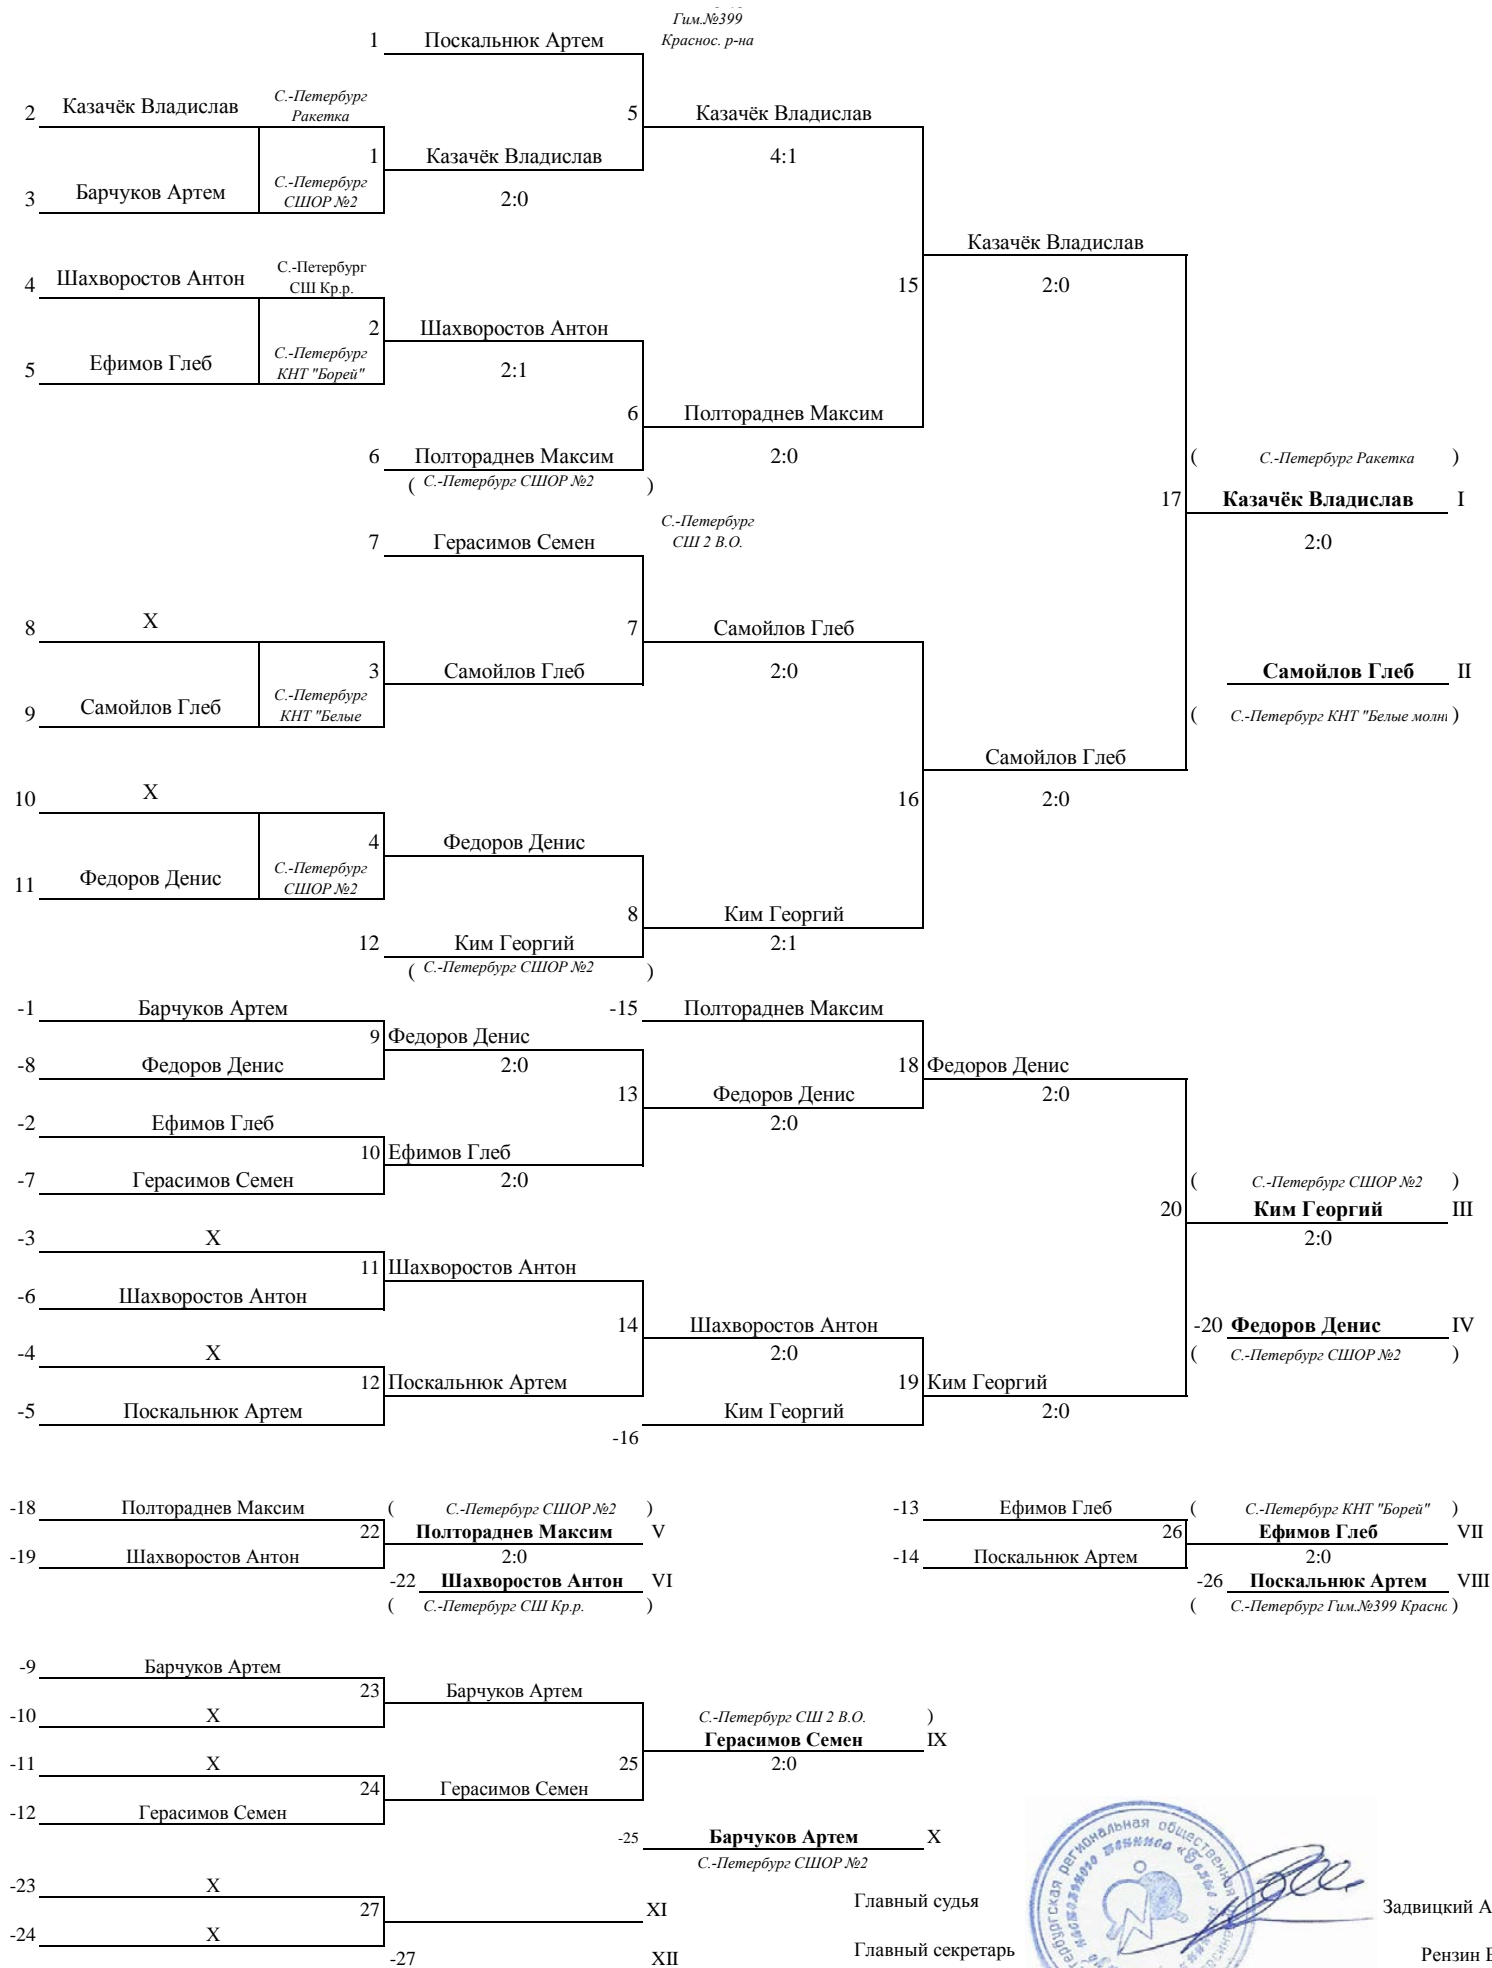 Гим.№399
1 Поскальнюк Артем Краснос. р-на
2 Казачёк Владислав С.-Петербург Ракетка 5 Казачёк Владислав
1 Казачёк Владислав 4:1
3 Барчуков Артем С.-Петербург СШОР №2 2:0
Казачёк Владислав
4 Шахворостов Антон С.-Петербург СШ Кр.р. 15 2:0
2 Шахворостов Антон
5 Ефимов Глеб С.-Петербург КНТ "Борей" 2:1
6 Полтораднев Максим
6 Полтораднев Максим 2:0 ( С.-Петербург Ракетка )
( С.-Петербург СШОР №2 )
17 Казачёк Владислав I
С.-Петербург
7 Герасимов Семен СШ 2 В.О. 2:0
8 X 7 Самойлов Глеб
3 Самойлов Глеб 2:0 Самойлов Глеб II
9 Самойлов Глеб С.-Петербург КНТ "Белые ( С.-Петербург КНТ "Белые )
Самойлов Глеб
10 X 16 2:0
4 Федоров Денис
11 Федоров Денис С.-Петербург СШОР №2
8 Ким Георгий
12 Ким Георгий 2:1
( С.-Петербург СШОР №2 )
-1 Барчуков Артем -15 Полтораднев Максим
9 Федоров Денис
-8 Федоров Денис 2:0 18 Федоров Денис
13 Федоров Денис 2:0
-2 Ефимов Глеб 2:0
10 Ефимов Глеб
-7 Герасимов Семен 2:0 ( С.-Петербург СШОР №2 )
20 Ким Георгий III
-3 X 2:0
11 Шахворостов Антон
-6 Шахворостов Антон
14 Шахворостов Антон -20 Федоров Денис IV
-4 X 2:0 ( С.-Петербург СШОР №2 )
12 Поскальнюк Артем 19 Ким Георгий
-5 Поскальнюк Артем Ким Георгий 2:0
-16
-18 Полтораднев Максим ( С.-Петербург СШОР №2 ) -13 Ефимов Глеб ( С.-Петербург КНТ "Борей" )
22 Полтораднев Максим V 26 Ефимов Глеб VII
-19 Шахворостов Антон 2:0 -14 Поскальнюк Артем 2:0
-22 Шахворостов Антон VI -26 Поскальнюк Артем VIII
( С.-Петербург СШ Кр.р. ) ( С.-Петербург Гим.№399 )
-9 Барчуков Артем
23 Барчуков Артем
-10 X С.-Петербург СШ 2 В.О. )
Герасимов Семен IX
-11 X 25 2:0
24 Герасимов Семен
-12 Герасимов Семен
-25 Барчуков Артем X
С.-Петербург СШОР №2
-23 X Главный судья Задвицкий А
27 XI
-24 X Главный секретарь Рензин
-27 XII
региональная